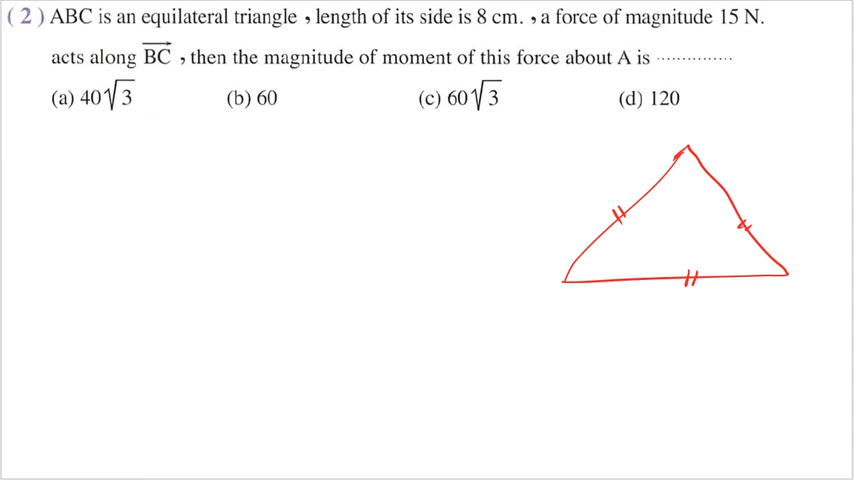 ( 2 ) ABC is an equilateral triangle , length of its side is 8 cm. , a force of magnitude 15 N.
acts along $\overrightarrow{BC}$ , then the magnitude of moment of this force about A is ...............
(a) 40√3 (b) 60 (c) 60√3 (d) 120